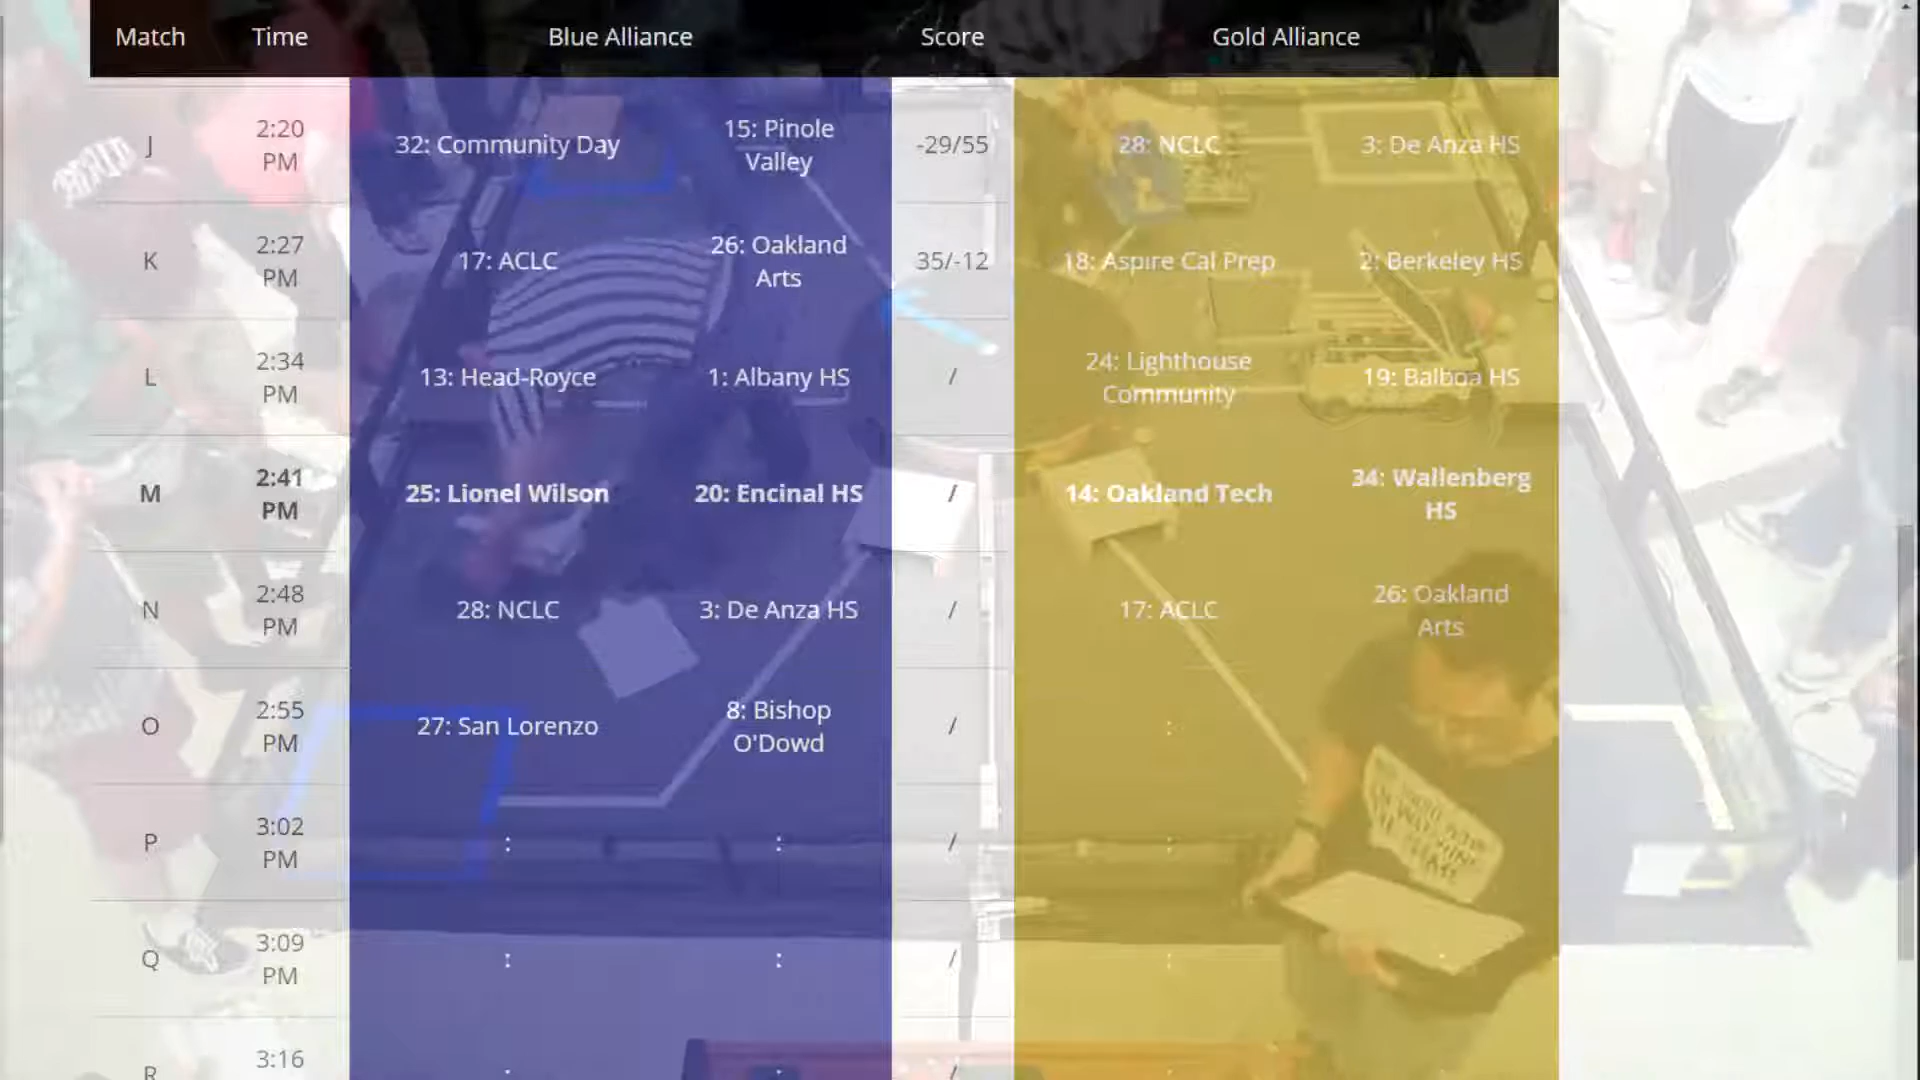 Match Time Blue Alliance Score Gold Alliance
J 2:20 PM 32: Community Day 15: Pinole Valley -29/55 28: NCLC 3: De Anza HS
K 2:27 PM 17: ACLC 26: Oakland Arts 35/-12 18: Aspire Cal Prep 2: Berkeley HS
L 2:34 PM 13: Head-Royce 1: Albany HS / 24: Lighthouse Community 19: Balboa HS
M 2:41 PM 25: Lionel Wilson 20: Encinal HS / 14: Oakland Tech 34: Wallenberg HS
N 2:48 PM 28: NCLC 3: De Anza HS / 17: ACLC 26: Oakland Arts
O 2:55 PM 27: San Lorenzo 8: Bishop O'Dowd / :
P 3:02 PM : : / :
Q 3:09 PM : : / : :
R 3:16 : : / :